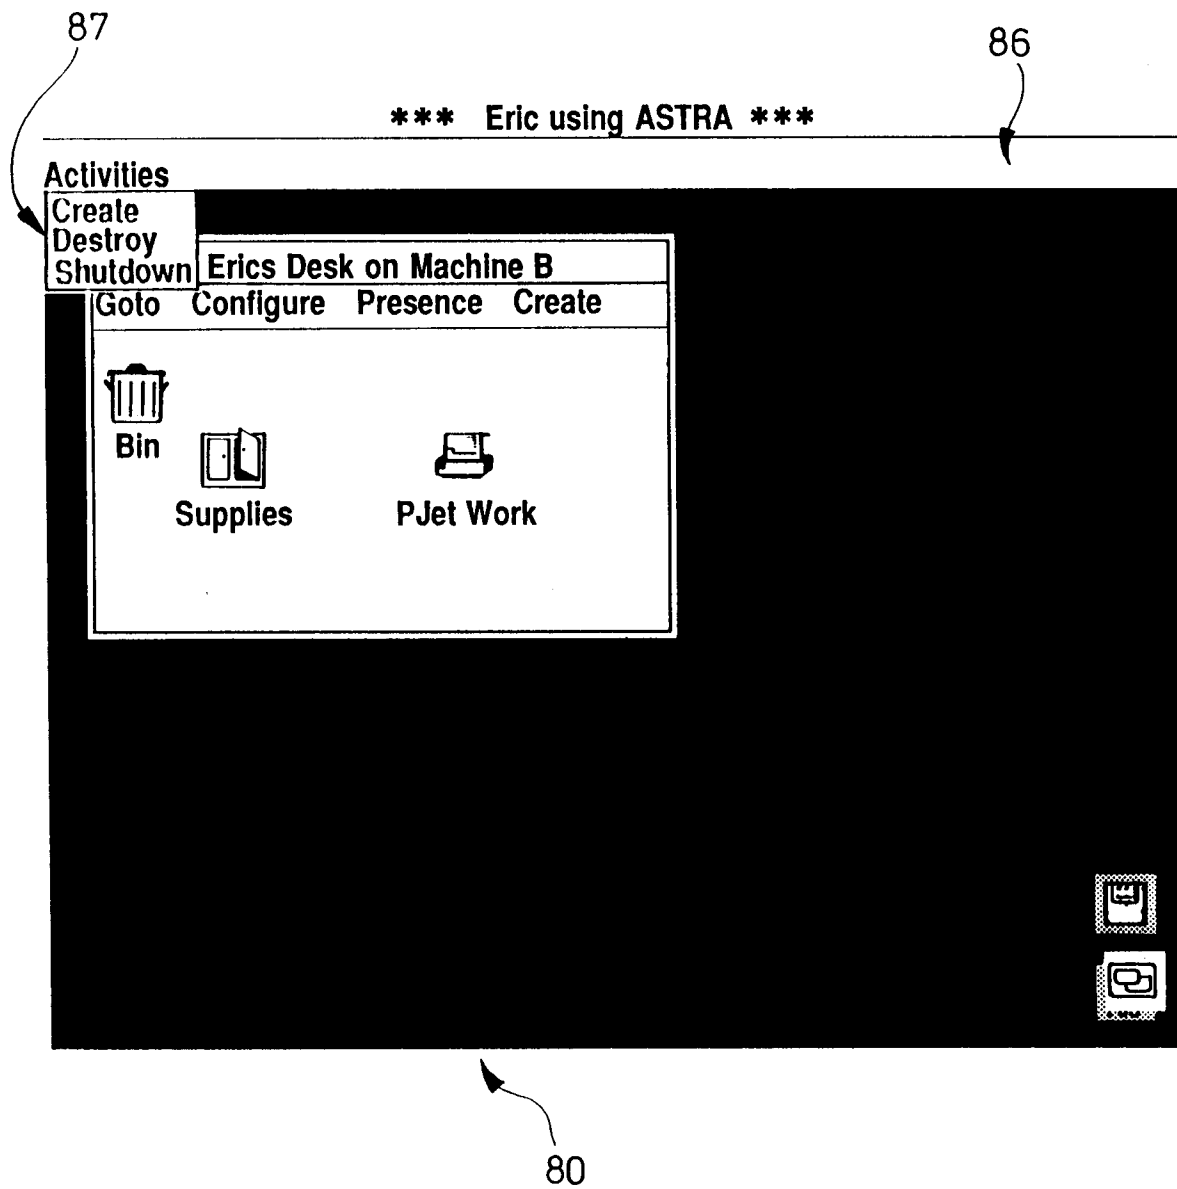 87
86
*** Eric using ASTRA ***
Activities
Create
Destroy
Shutdown
Erics Desk on Machine B
Goto Configure Presence Create
Bin
Supplies
PJet Work
80